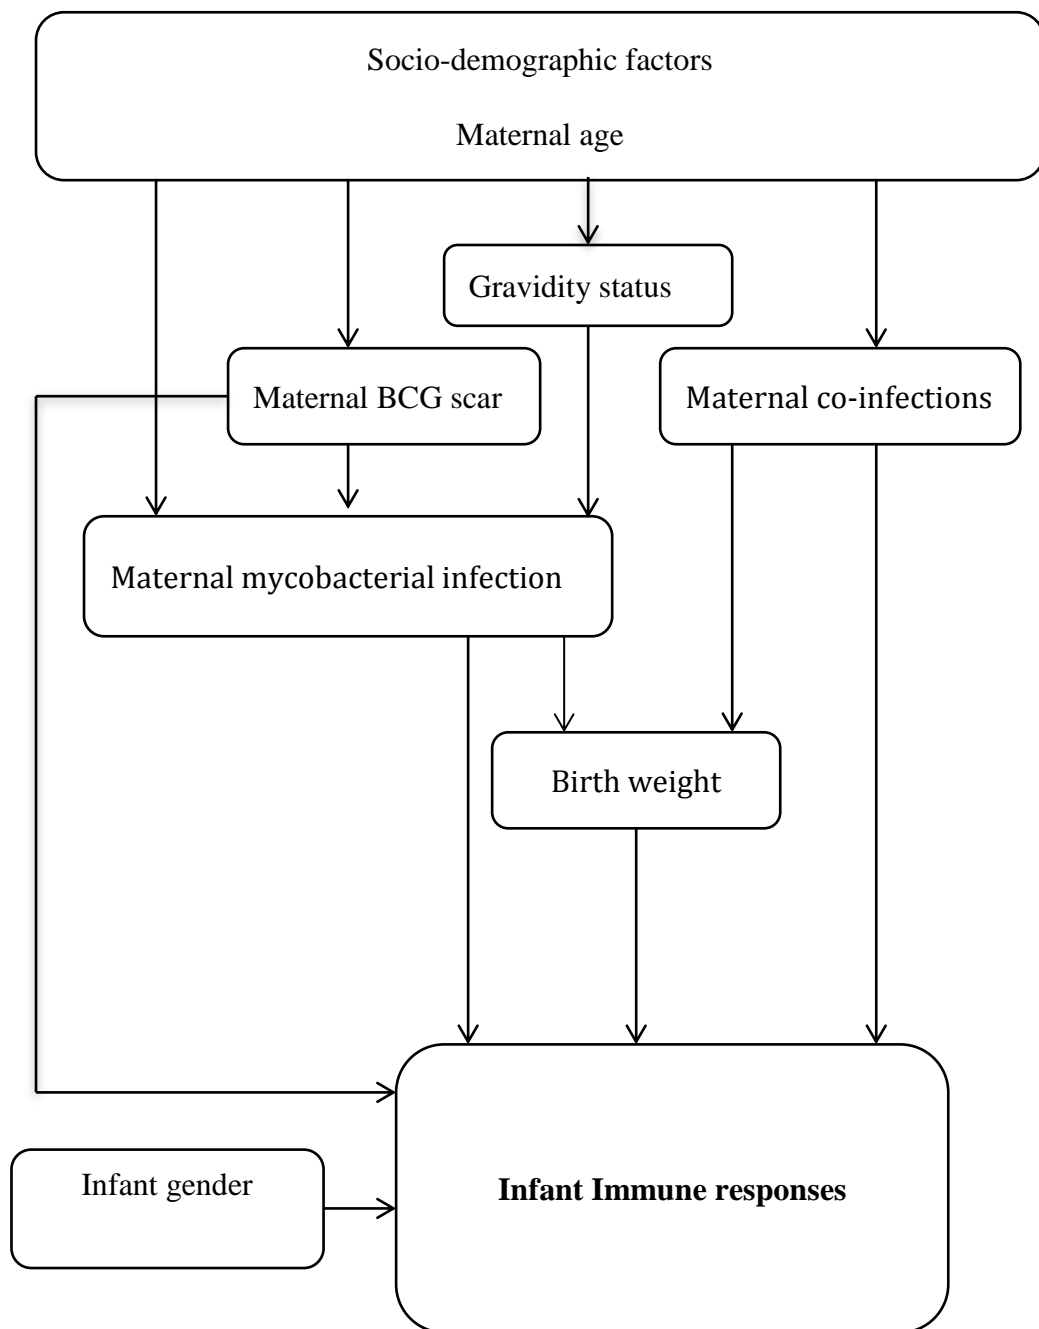 Socio-demographic factors
Maternal age
Gravidity status
Maternal BCG scar
Maternal co-infections
Maternal mycobacterial infection
Birth weight
Infant gender
Infant Immune responses